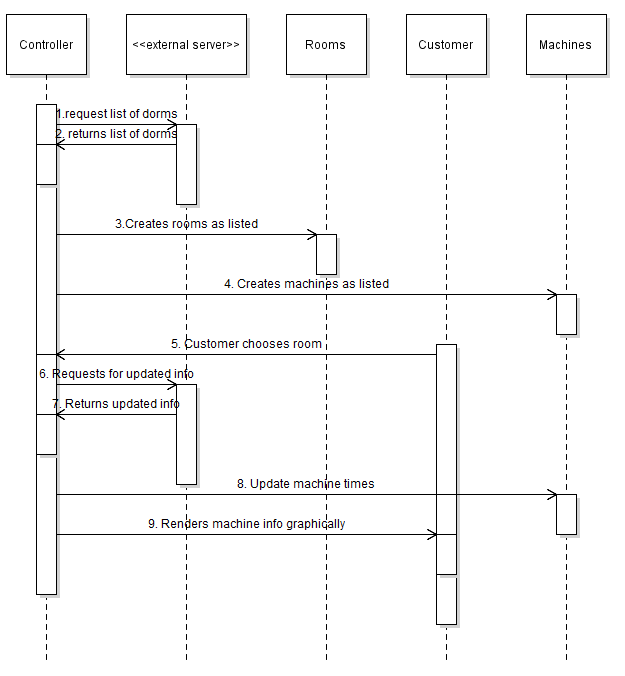 Controller
<<external server>>
Rooms
Customer
Machines
1.request list of dorms
2. returns list of dorms
3.Creates rooms as listed
4. Creates machines as listed
5. Customer chooses room
6. Requests for updated info
7. Returns updated info
8. Update machine times
9. Renders machine info graphically